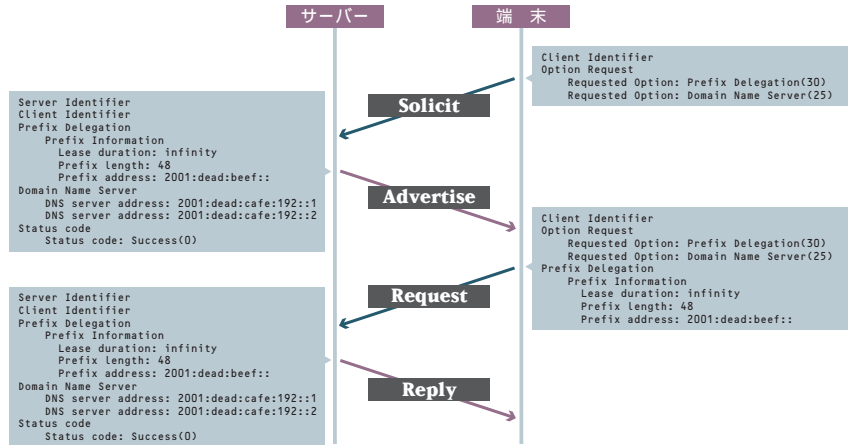 サーバー
端 末
Client Identifier
Option Request
Requested Option: Prefix Delegation(30)
Requested Option: Domain Name Server(25)
Solicit
Server Identifier
Client Identifier
Prefix Delegation
Prefix Information
Lease duration: infinity
Prefix length: 48
Prefix address: 2001:dead:beef::
Domain Name Server
DNS server address: 2001:dead:cafe:192::1
DNS server address: 2001:dead:cafe:192::2
Status code
Status code: Success(0)
Advertise
Client Identifier
Option Request
Requested Option: Prefix Delegation(30)
Requested Option: Domain Name Server(25)
Prefix Delegation
Prefix Information
Lease duration: infinity
Prefix length: 48
Prefix address: 2001:dead:beef::
Request
Server Identifier
Client Identifier
Prefix Delegation
Prefix Information
Lease duration: infinity
Prefix length: 48
Prefix address: 2001:dead:beef::
Domain Name Server
DNS server address: 2001:dead:cafe:192::1
DNS server address: 2001:dead:cafe:192::2
Status code
Status code: Success(0)
Reply